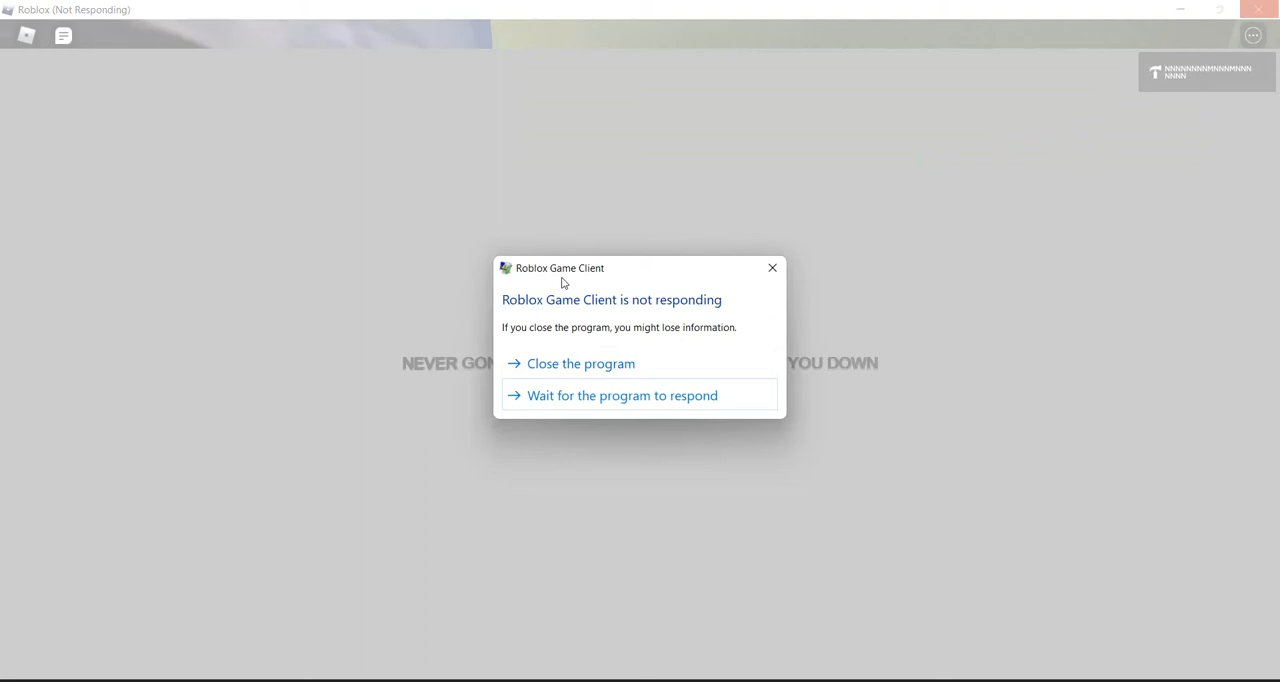 Roblox (Not Responding)
NNNNNNNNMNNNMNNN
NNNN
Roblox Game Client
Roblox Game Client is not responding
If you close the program, you might lose information.
NEVER GON YOU DOWN
Close the program
Wait for the program to respond